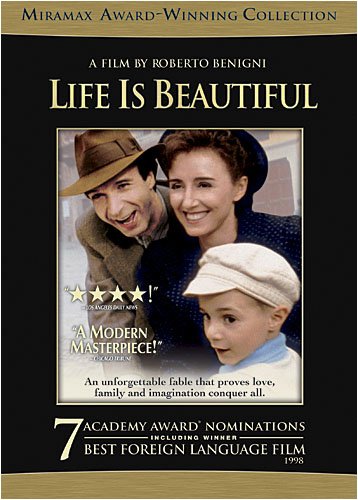 MIRAMAX AWARD-WINNING COLLECTION
A FILM BY ROBERTO BENIGNI
LIFE IS BEAUTIFUL
"★★★★!"
— LOS ANGELES DAILY NEWS
"A MODERN
MASTERPIECE!"
— CHICAGO TRIBUNE
An unforgettable fable that proves love,
family and imagination conquer all.
7 ACADEMY AWARD® NOMINATIONS
INCLUDING WINNER
BEST FOREIGN LANGUAGE FILM
1998